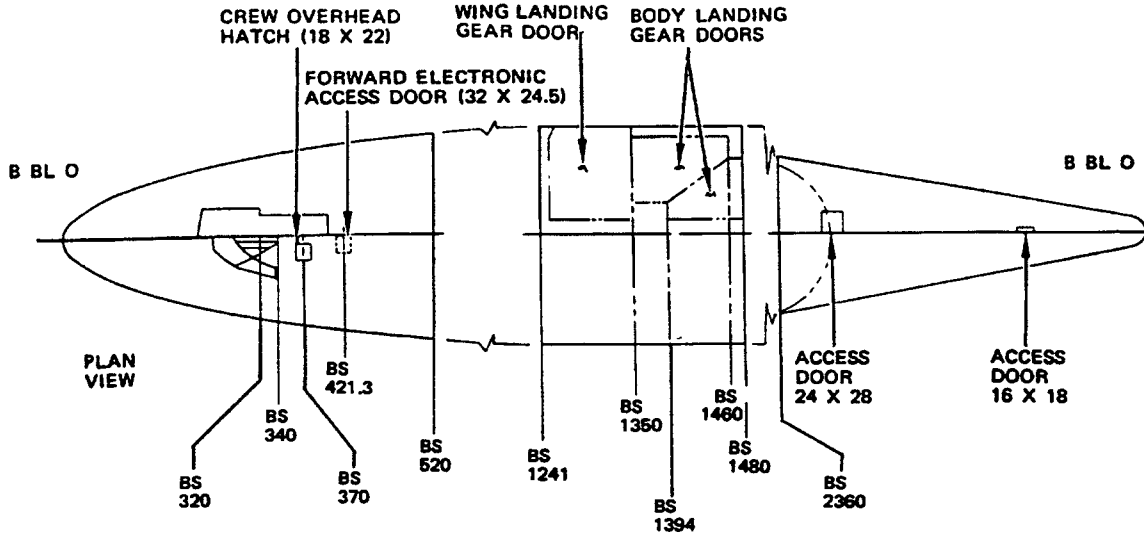 CREW OVERHEAD
HATCH (18 X 22)
WING LANDING
GEAR DOOR
BODY LANDING
GEAR DOORS
FORWARD ELECTRONIC
ACCESS DOOR (32 X 24.5)
B BL O
B BL O
PLAN
VIEW
BS
421.3
BS
340
BS
320
BS
370
BS
520
BS
1241
BS
1350
BS
1394
BS
1460
BS
1480
ACCESS
DOOR
24 X 28
BS
2360
ACCESS
DOOR
16 X 18